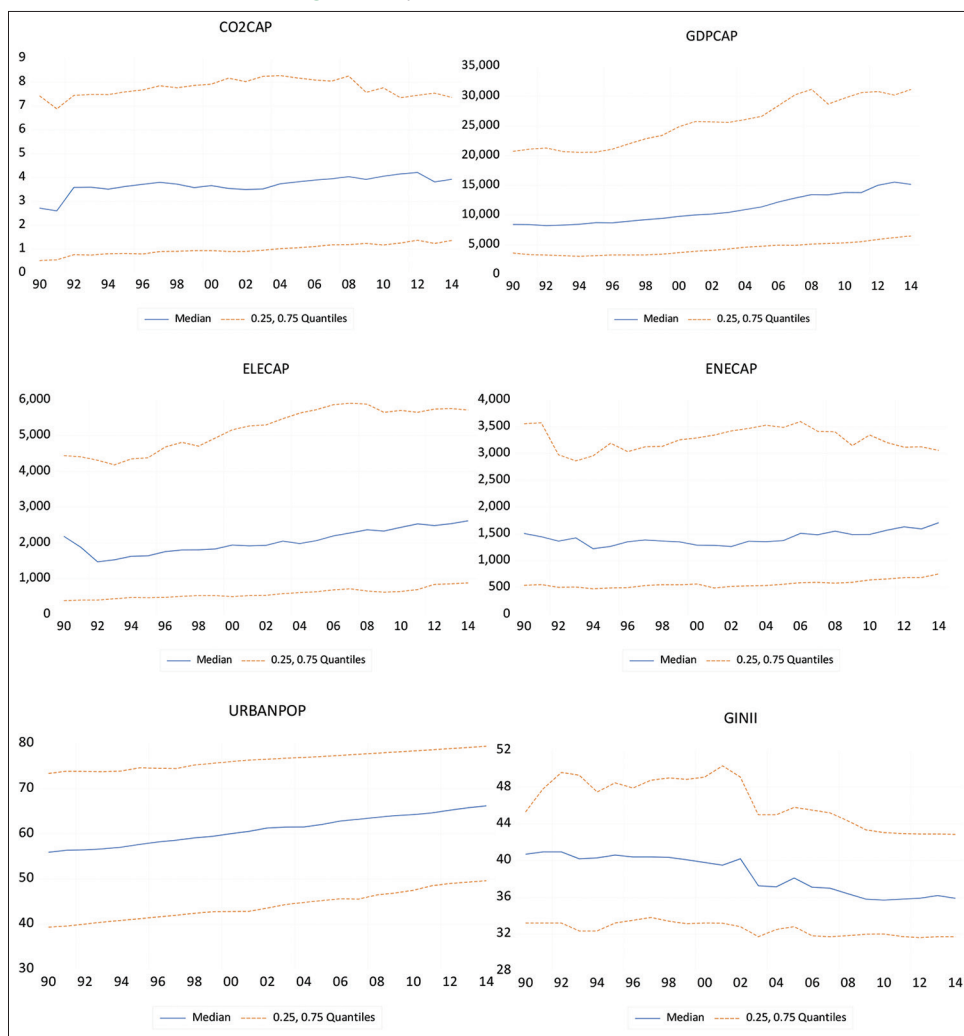 CO2CAP
9
8
7
6
5
4
3
2
1
0
90 92 94 96 98 00 02 04 06 08 10 12 14
Median 0.25, 0.75 Quantiles
GDPCAP
35,000
30,000
25,000
20,000
15,000
10,000
5,000
0
90 92 94 96 98 00 02 04 06 08 10 12 14
Median 0.25, 0.75 Quantiles
ELECAP
6,000
5,000
4,000
3,000
2,000
1,000
0
90 92 94 96 98 00 02 04 06 08 10 12 14
Median 0.25, 0.75 Quantiles
ENECAP
4,000
3,500
3,000
2,500
2,000
1,500
1,000
500
0
90 92 94 96 98 00 02 04 06 08 10 12 14
Median 0.25, 0.75 Quantiles
URBANPOP
80
70
60
50
40
30
90 92 94 96 98 00 02 04 06 08 10 12 14
Median 0.25, 0.75 Quantiles
GINII
52
48
44
40
36
32
28
90 92 94 96 98 00 02 04 06 08 10 12 14
Median 0.25, 0.75 Quantiles